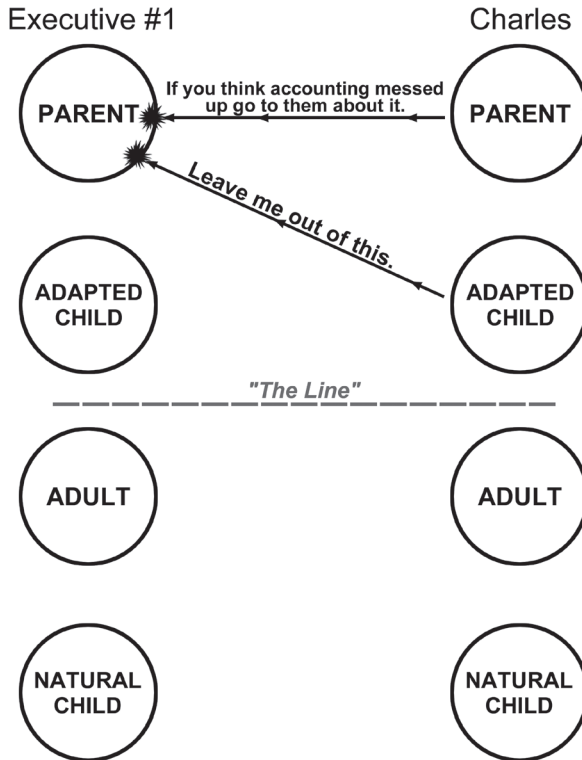 Executive #1 Charles
If you think accounting messed
up go to them about it.
PARENT PARENT
Leave me out of this.
ADAPTED
CHILD
ADAPTED
CHILD
"The Line"
ADULT ADULT
NATURAL
CHILD
NATURAL
CHILD